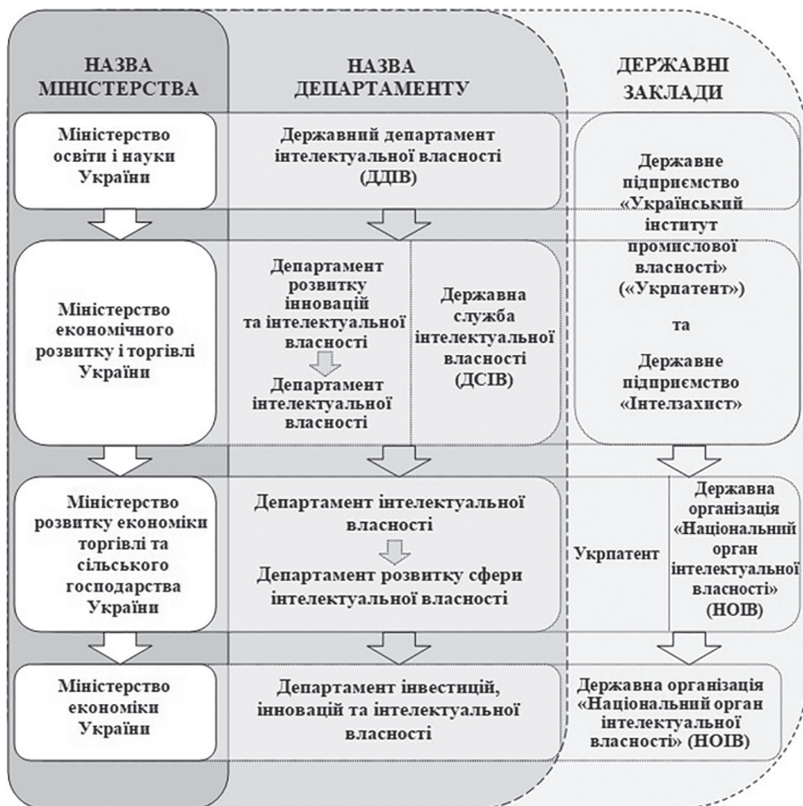 НАЗВА
МІНІСТЕРСТВА
НАЗВА
ДЕПАРТАМЕНТУ
ДЕРЖАВНІ
ЗАКЛАДИ
Міністерство
освіти і науки
України
Державний департамент
інтелектуальної власності
(ДДІВ)
Державне
підприємство
«Український
інститут
промислової
власності»
(«Укрпатент»)
та
Державне
підприємство
«Інтелзахист»
Міністерство
економічного
розвитку і торгівлі
України
Департамент
розвитку
інновацій
та інтелектуальної
власності
Департамент
інтелектуальної
власності
Державна
служба
інтелектуальної
власності
(ДСІВ)
Міністерство
розвитку економіки
торгівлі та
сільського
господарства
України
Департамент інтелектуальної
власності
Департамент розвитку сфери
інтелектуальної власності
Укрпатент
Державна
організація
«Національний
орган
інтелектуальної
власності»
(НОІВ)
Міністерство
економіки
України
Департамент інвестицій,
інновацій та інтелектуальної
власності
Державна організація
«Національний орган
інтелектуальної
власності» (НОІВ)